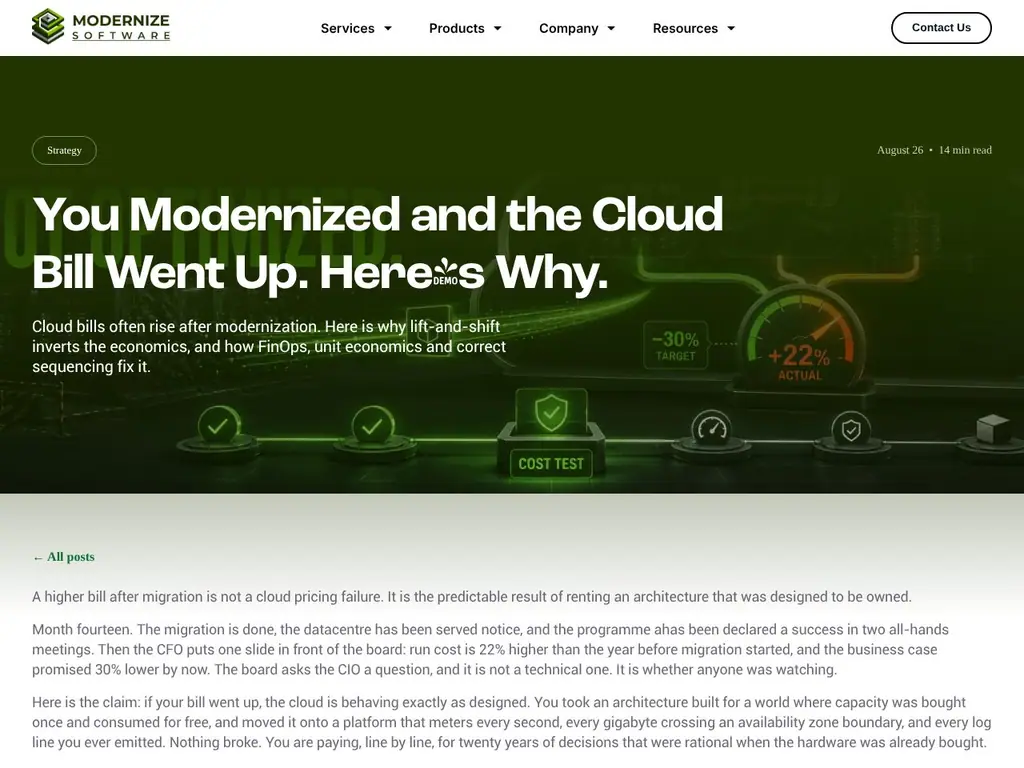 MODERNIZE
SOFTWARE
Services
Products
Company
Resources
Contact Us
Strategy
August 26 • 14 min read
You Modernized and the Cloud
Bill Went Up. Here DEMO s Why.
Cloud bills often rise after modernization. Here is why lift-and-shift
inverts the economics, and how FinOps, unit economics and correct
sequencing fix it.
−30%
TARGET
+22%
ACTUAL
COST TEST
← All posts
A higher bill after migration is not a cloud pricing failure. It is the predictable result of renting an architecture that was designed to be owned.
Month fourteen. The migration is done, the datacentre has been served notice, and the programme ahas been declared a success in two all-hands
meetings. Then the CFO puts one slide in front of the board: run cost is 22% higher than the year before migration started, and the business case
promised 30% lower by now. The board asks the CIO a question, and it is not a technical one. It is whether anyone was watching.
Here is the claim: if your bill went up, the cloud is behaving exactly as designed. You took an architecture built for a world where capacity was bought
once and consumed for free, and moved it onto a platform that meters every second, every gigabyte crossing an availability zone boundary, and every log
line you ever emitted. Nothing broke. You are paying, line by line, for twenty years of decisions that were rational when the hardware was already bought.